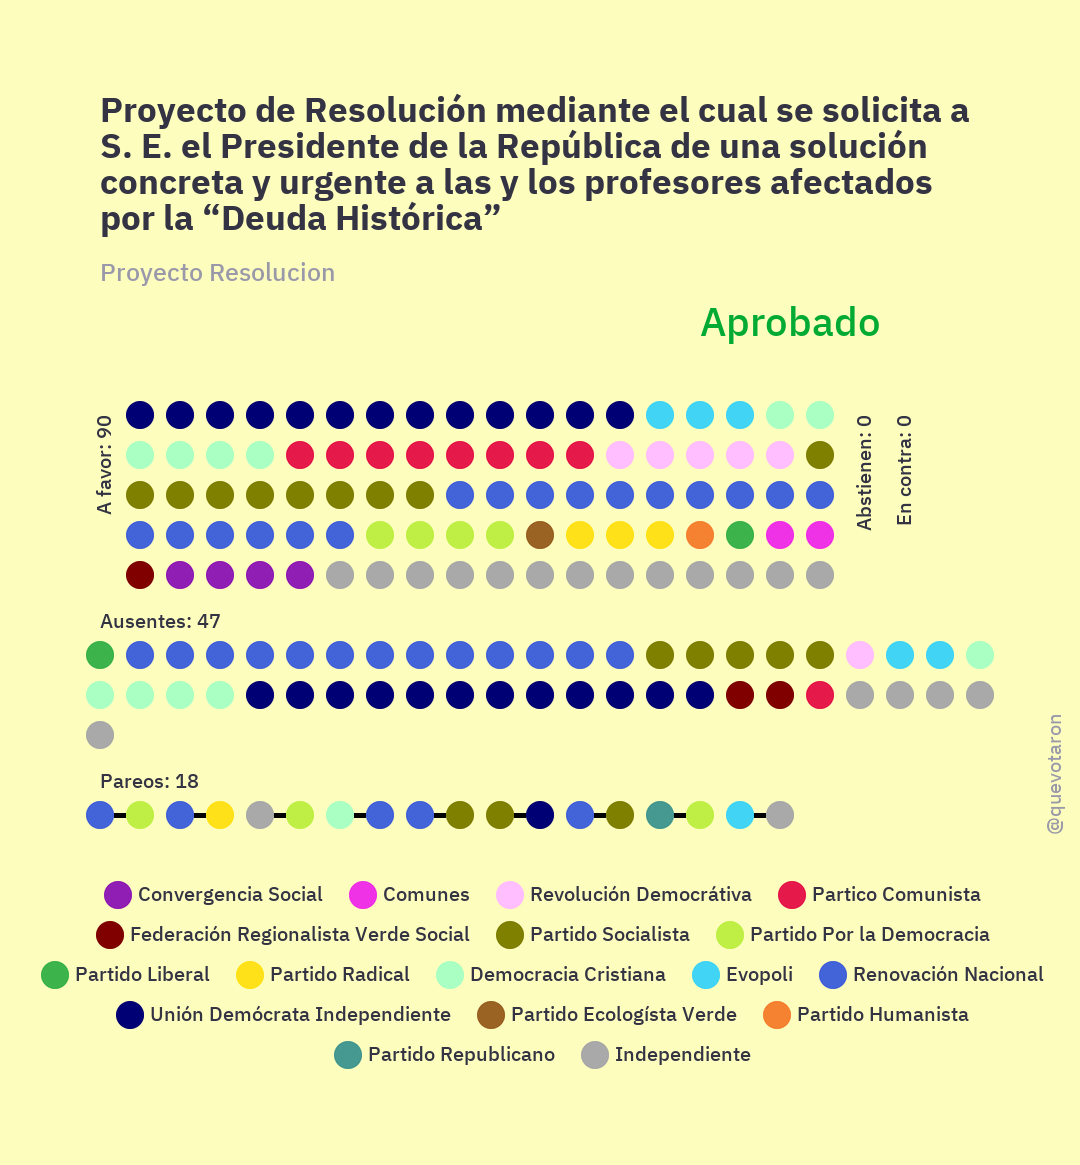 Proyecto de Resolución mediante el cual se solicita a
S. E. el Presidente de la República de una solución
concreta y urgente a las y los profesores afectados
por la “Deuda Histórica”
Proyecto Resolucion
Aprobado
A favor: 90
Abstienen: 0
En contra: 0
Ausentes: 47
Pareos: 18
@quevotaron
Convergencia Social
Comunes
Revolución Demócrátiva
Partico Comunista
Federación Regionalista Verde Social
Partido Socialista
Partido Por la Democracia
Partido Liberal
Partido Radical
Democracia Cristiana
Evopoli
Renovación Nacional
Unión Demócrata Independiente
Partido Ecologísta Verde
Partido Humanista
Partido Republicano
Independiente